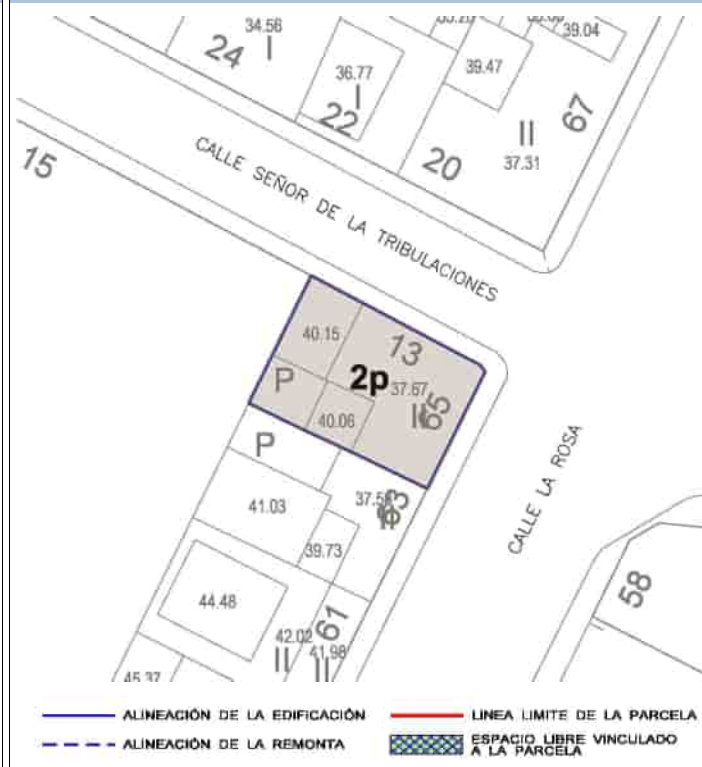 34.56
39.04
24
I
36.77
39.47
I
22
67
II
37.31
20
15
CALLE SEÑOR DE LA TRIBULACIONES
40.15
13
P
2p
37.67
II
65
40.06
P
CALLE LA ROSA
41.03
63
II
39.73
58
44.48
61
42.02
41.98
II
II
45.37
ALINEACIÓN DE LA EDIFICACIÓN
LINEA LIMITE DE LA PARCELA
ALINEACIÓN DE LA REMONTA
ESPACIO LIBRE VINCULADO
A LA PARCELA